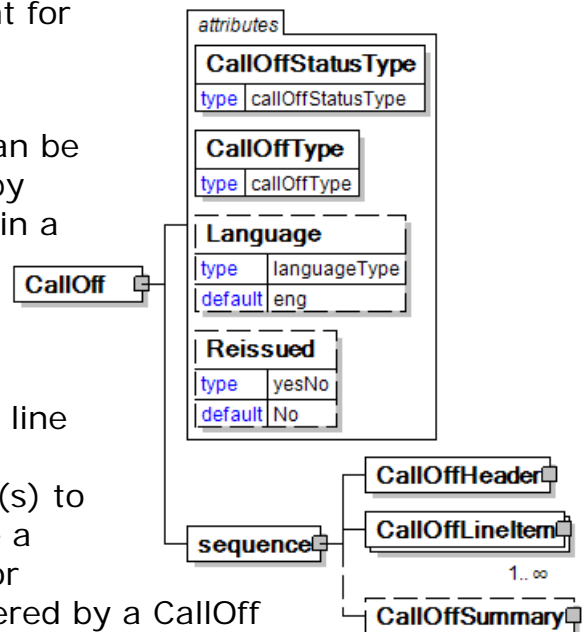 t for
an be
by
in a
line
(s) to
a
or
ered by a CallOff
attributes
CallOffStatusType
type callOffStatusType
CallOffType
type callOffType
Language
type languageType
default eng
Reissued
type yesNo
default No
CallOff
sequence
CallOffHeader
CallOffLineItem
1.. ∞
CallOffSummary